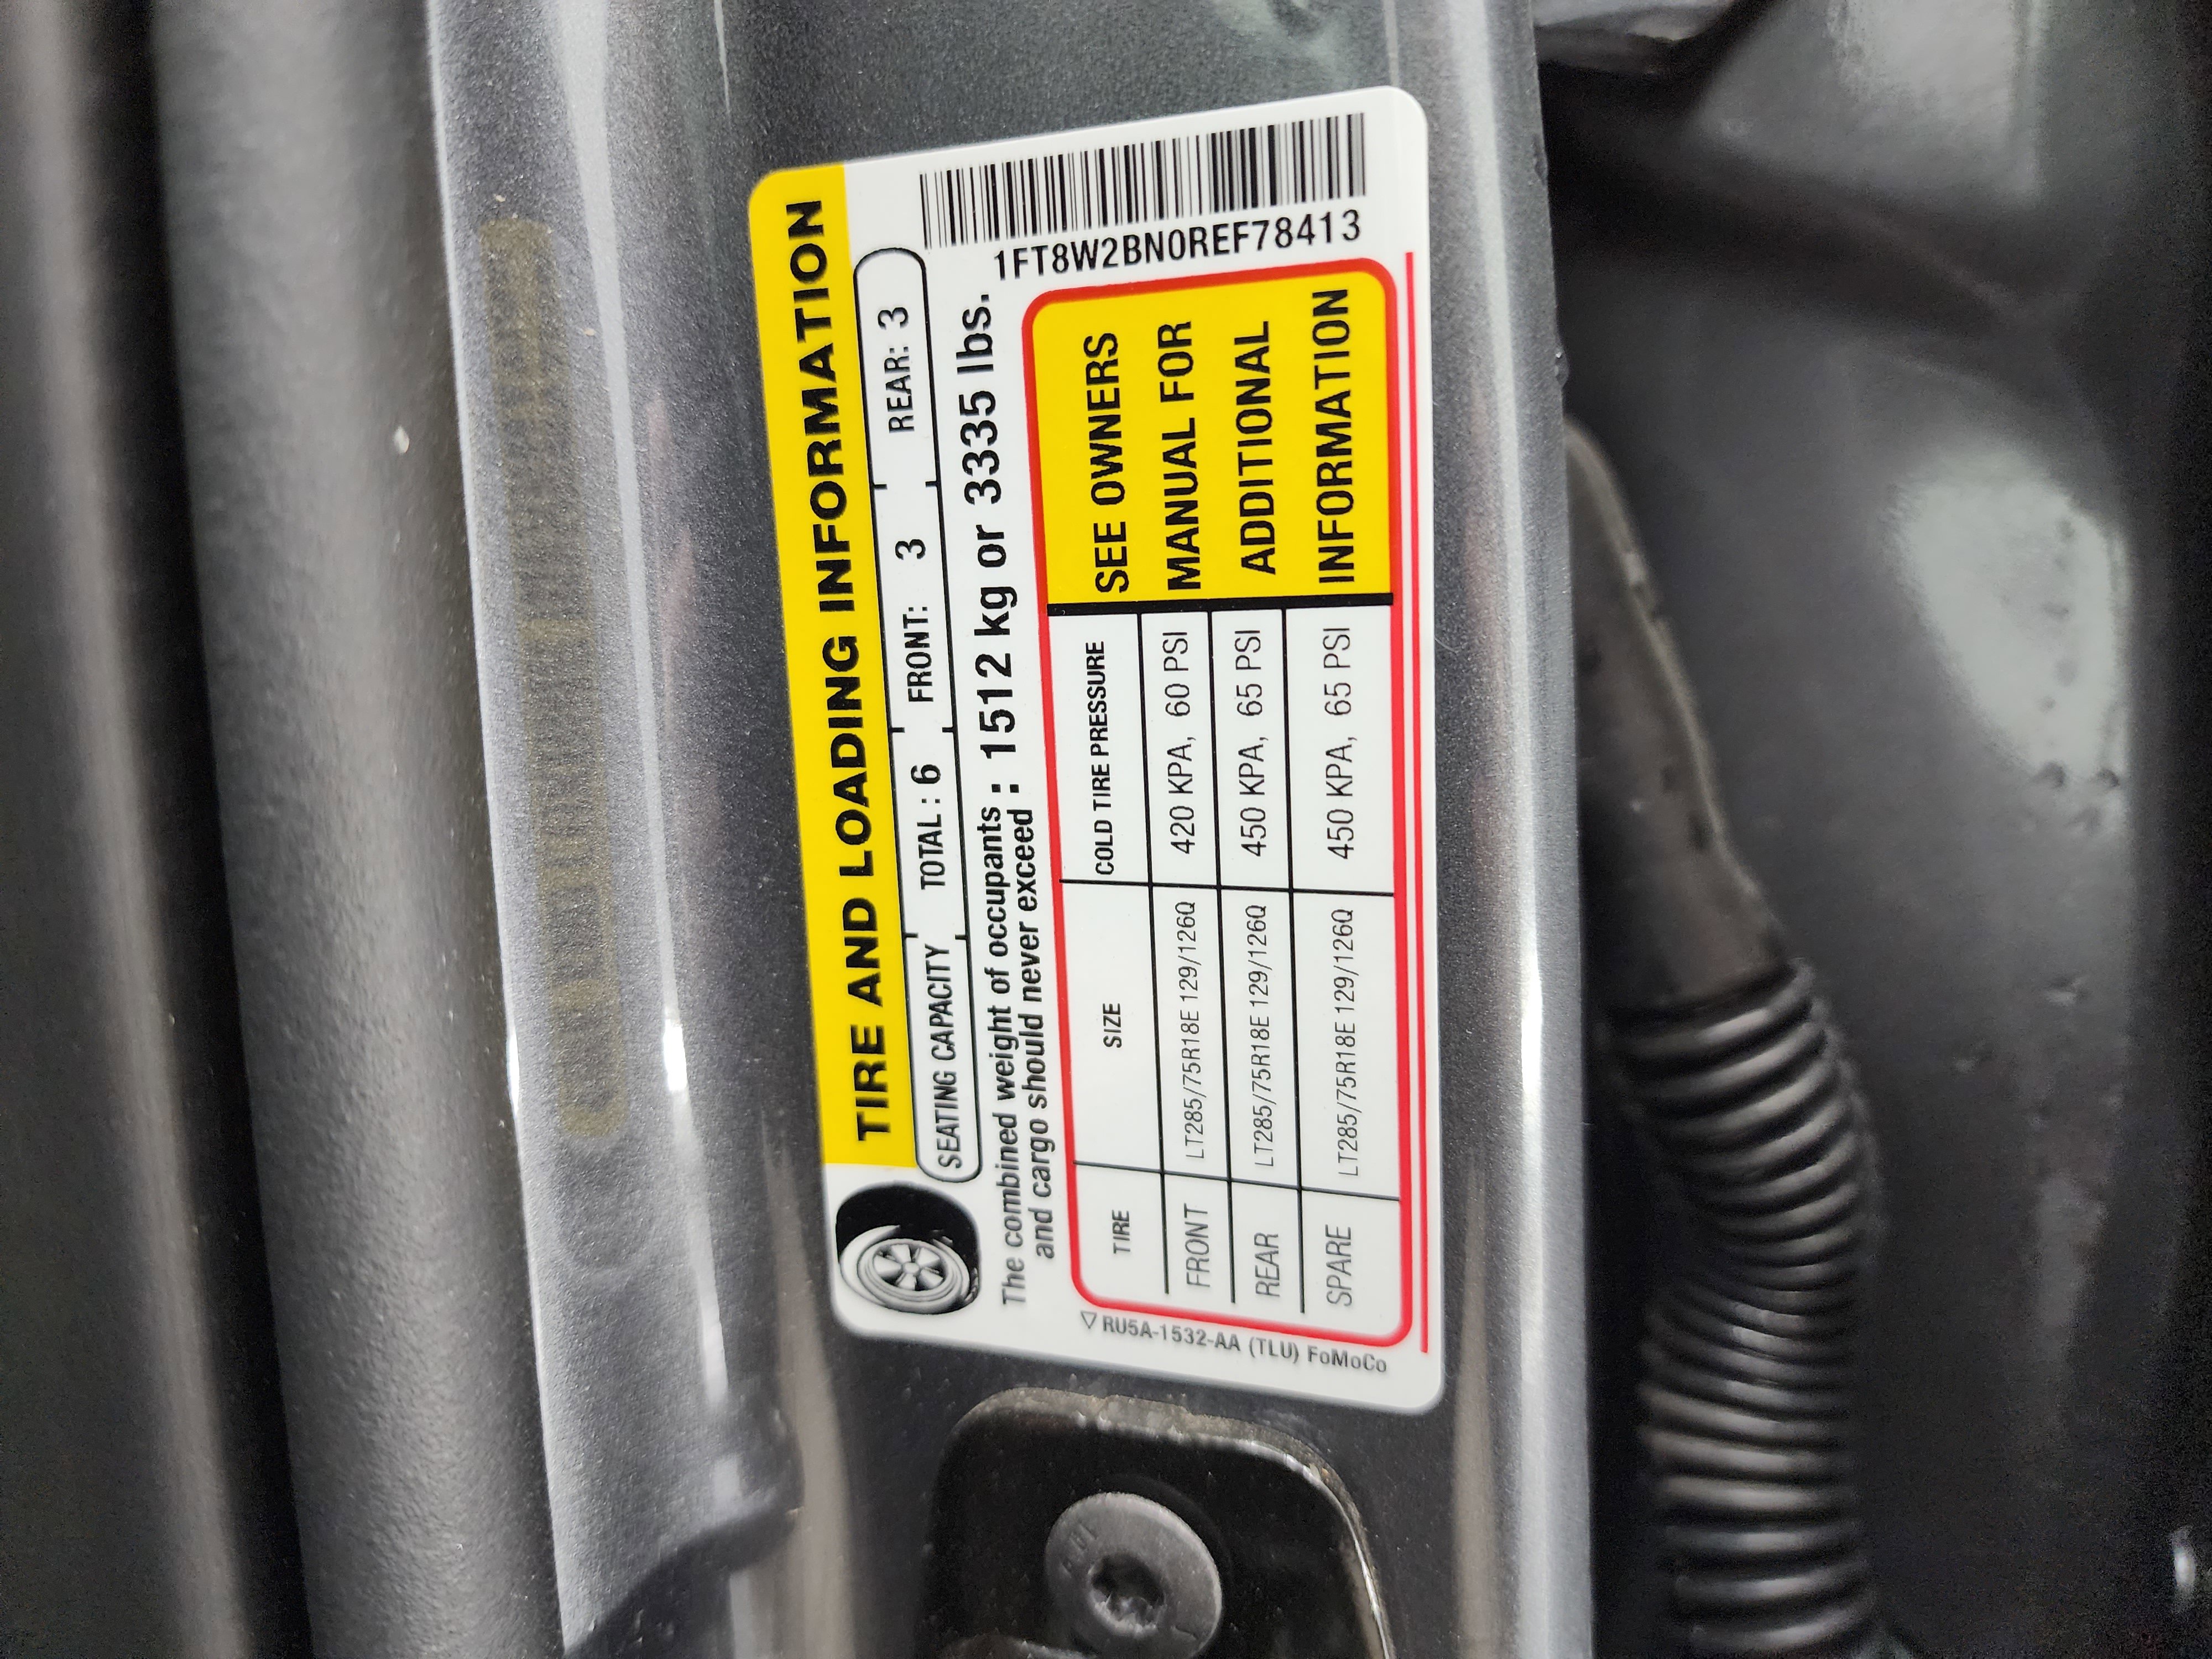 TIRE AND LOADING INFORMATION
SEATING CAPACITY TOTAL : 6 FRONT: 3 REAR: 3
The combined weight of occupants : 1512 kg or 3335 lbs.
and cargo should never exceed :
1FT8W2BN0REF78413
TIRE SIZE COLD TIRE PRESSURE
FRONT LT285/75R18E 129/126Q 420 KPA, 60 PSI
REAR LT285/75R18E 129/126Q 450 KPA, 65 PSI
SPARE LT285/75R18E 129/126Q 450 KPA, 65 PSI
SEE OWNERS
MANUAL FOR
ADDITIONAL
INFORMATION
RU5A-1532-AA (TLU) FoMoCo